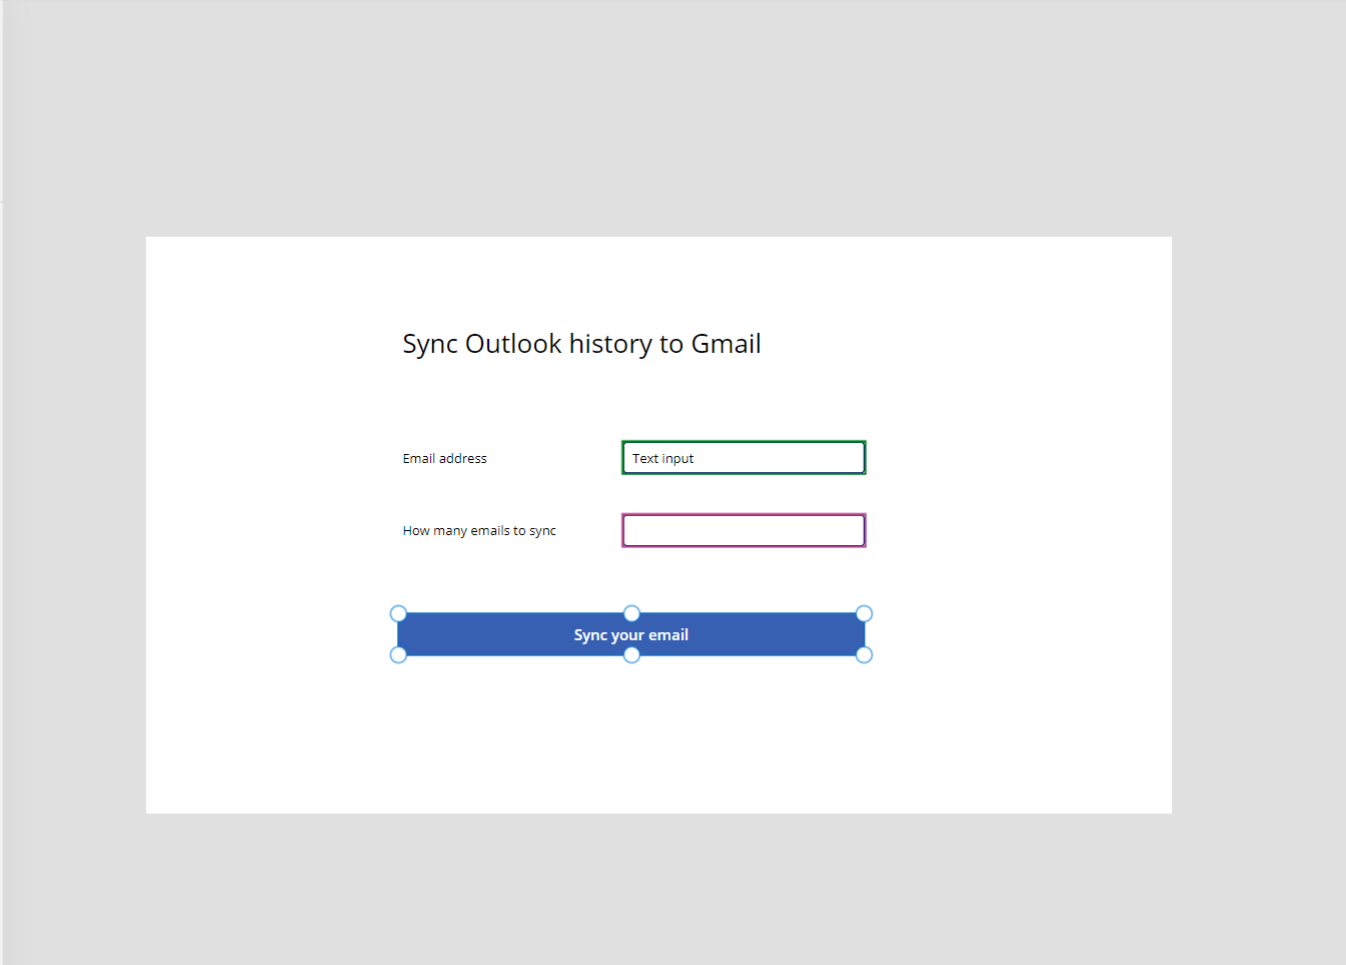 Sync Outlook history to Gmail
Email address
Text input
How many emails to sync
Sync your email